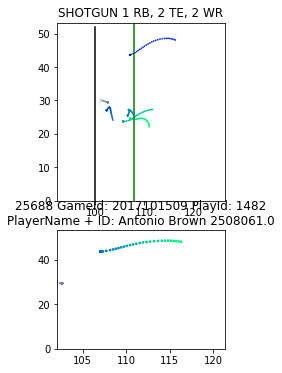 SHOTGUN 1 RB, 2 TE, 2 WR
50
40
30
20
10
0
100 110 120
25688 GameId: 2017101509 PlayId: 1482
PlayerName + ID: Antonio Brown 2508061.0
40
20
0
105 110 115 120